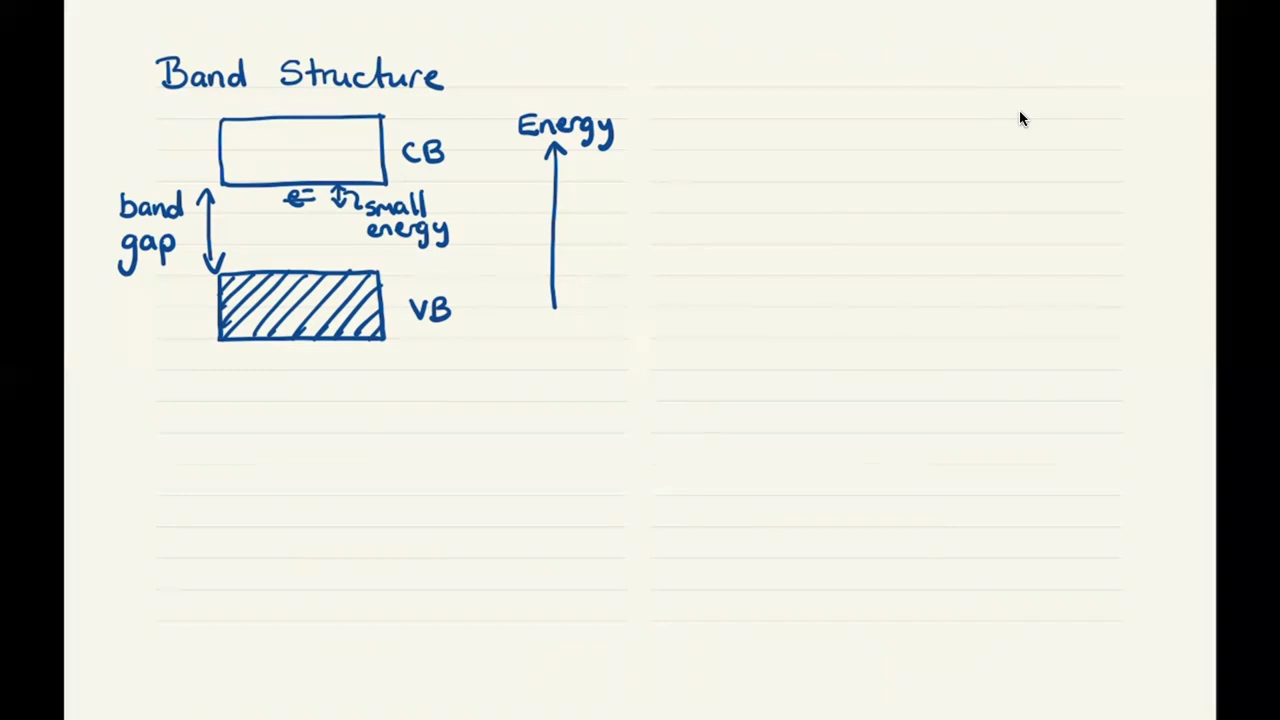 Band Structure
Energy
CB
e⁻
small
energy
band
gap
VB